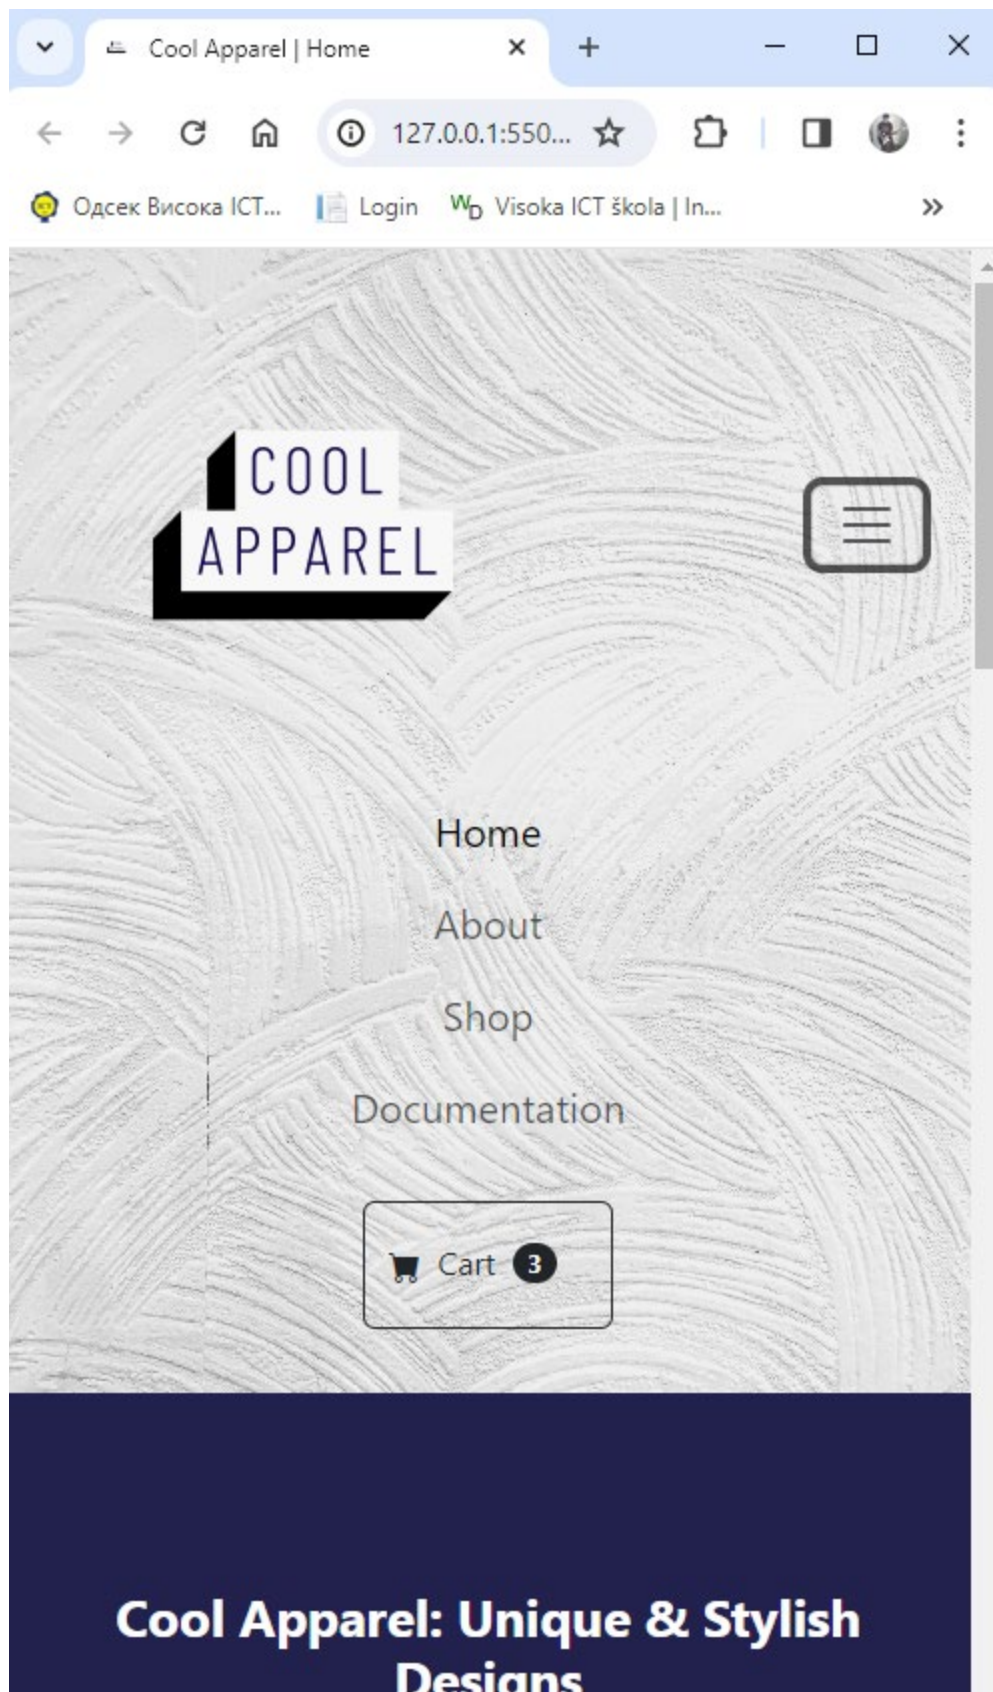 Cool Apparel | Home
127.0.0.1:550...
Одсек Висока ICT... Login WD Visoka ICT škola | In...
COOL
APPAREL
Home
About
Shop
Documentation
Cart 3
Cool Apparel: Unique & Stylish
Designs